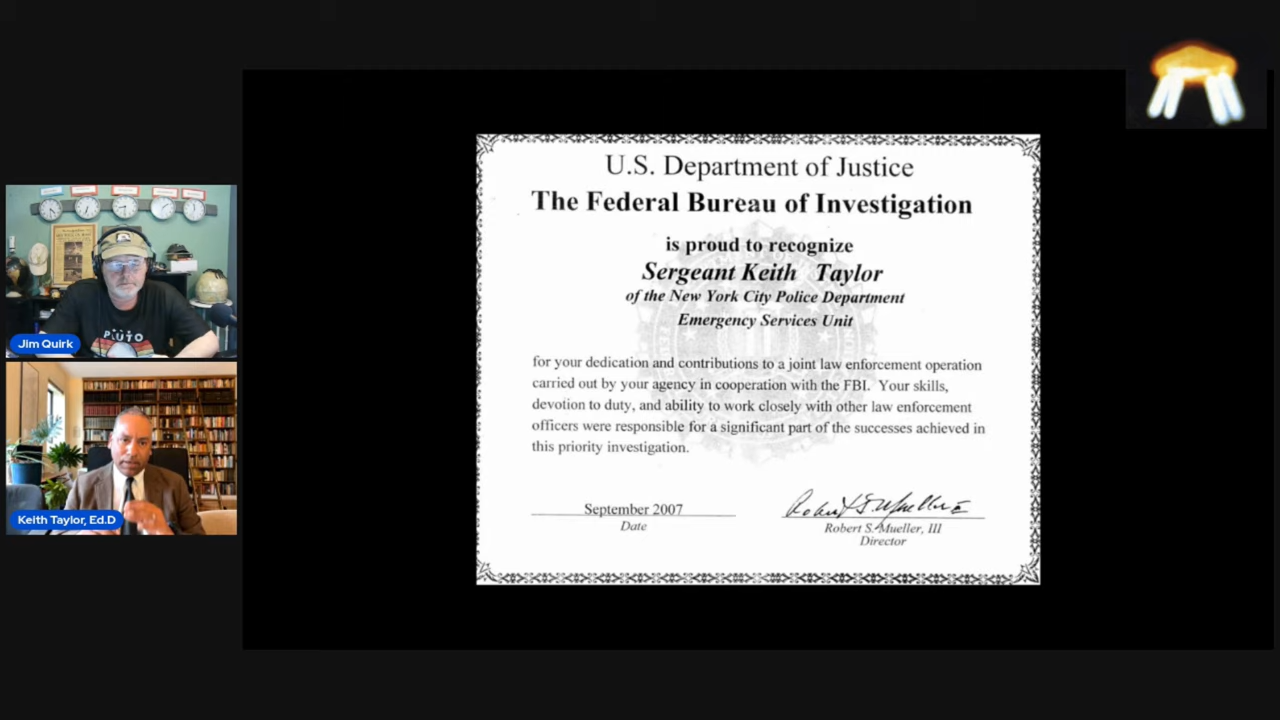 U.S. Department of Justice
The Federal Bureau of Investigation
is proud to recognize
Sergeant Keith Taylor
of the New York City Police Department
Emergency Services Unit
for your dedication and contributions to a joint law enforcement operation
carried out by your agency in cooperation with the FBI. Your skills,
devotion to duty, and ability to work closely with other law enforcement
officers were responsible for a significant part of the successes achieved in
this priority investigation.
September 2007
Date
Robert S. Mueller, III
Robert S. Mueller, III
Director
PLUTO
Jim Quirk
Keith Taylor, Ed.D